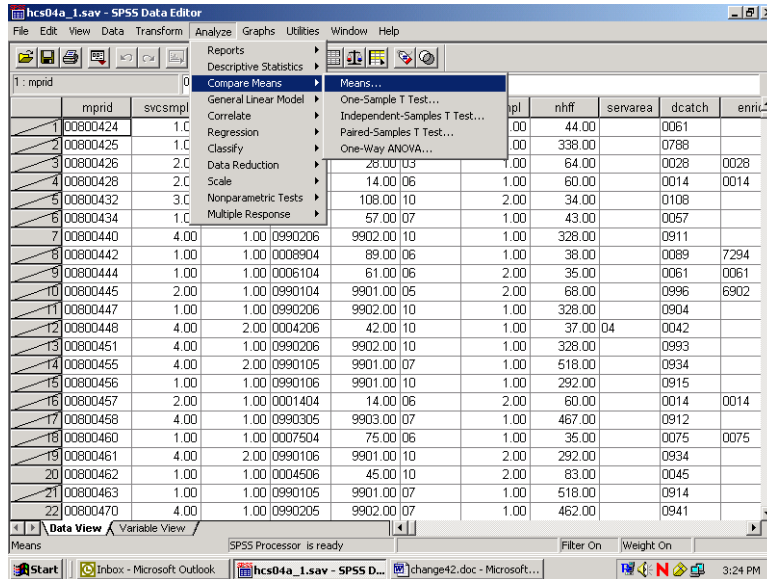 hcs04a_1.sav - SPSS Data Editor
File Edit View Data Transform Analyze Graphs Utilities Window Help
Reports
Descriptive Statistics
Compare Means
General Linear Model
Correlate
Regression
Classify
Data Reduction
Scale
Nonparametric Tests
Multiple Response
Means...
One-Sample T Test...
Independent-Samples T Test...
Paired-Samples T Test...
One-Way ANOVA...
1 : mprid 0
mprid svcsmpl mpl nhff servarea dcatch enric
1 00800424 1.0 .00 44.00 0061
2 00800425 1.0 1.00 338.00 0788
3 00800426 2.0 28.00 03 1.00 64.00 0028 0028
4 00800428 2.0 14.00 06 1.00 60.00 0014 0014
5 00800432 3.0 108.00 10 2.00 34.00 0108
6 00800434 1.0 57.00 07 1.00 43.00 0057
7 00800440 4.00 1.00 0990206 9902.00 10 1.00 328.00 0911
8 00800442 1.00 1.00 0008904 89.00 06 1.00 38.00 0089 7294
9 00800444 1.00 1.00 0006104 61.00 06 2.00 35.00 0061 0061
10 00800445 2.00 1.00 0990104 9901.00 05 2.00 68.00 0996 6902
11 00800447 1.00 1.00 0990206 9902.00 10 1.00 328.00 0904
12 00800448 4.00 2.00 0004206 42.00 10 1.00 37.00 04 0042
13 00800451 4.00 1.00 0990206 9902.00 10 1.00 328.00 0993
14 00800455 4.00 2.00 0990105 9901.00 07 1.00 518.00 0934
15 00800456 1.00 1.00 0990106 9901.00 10 1.00 292.00 0915
16 00800457 2.00 1.00 0001404 14.00 06 2.00 60.00 0014 0014
17 00800458 4.00 1.00 0990305 9903.00 07 1.00 467.00 0912
18 00800460 1.00 1.00 0007504 75.00 06 1.00 35.00 0075 0075
19 00800461 4.00 2.00 0990106 9901.00 10 2.00 292.00 0934
20 00800462 1.00 1.00 0004506 45.00 10 2.00 83.00 0045
21 00800463 1.00 1.00 0990105 9901.00 07 1.00 518.00 0914
22 00800470 4.00 1.00 0990205 9902.00 07 1.00 462.00 0941
Data View Variable View
Means SPSS Processor is ready Filter On Weight On
Start Inbox - Microsoft Outlook hcs04a_1.sav - SPSS D... change42.doc - Microsoft... 3:24 PM